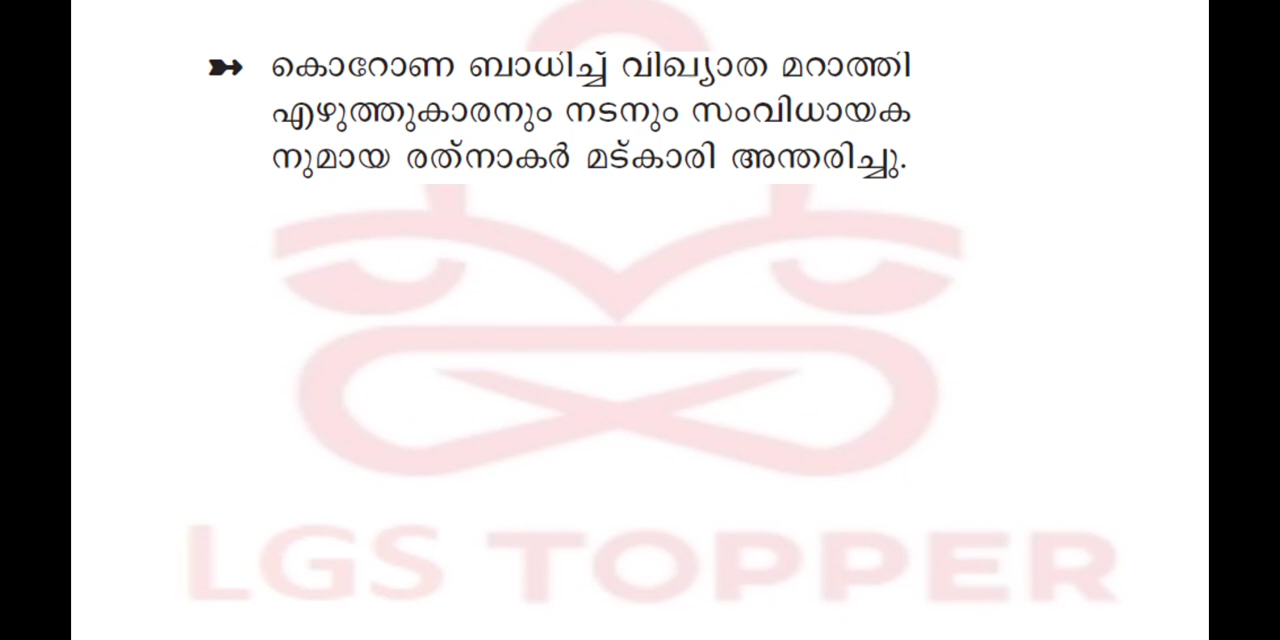 ➳ കൊറോണ ബാധിച്ച് വിഖ്യാത മറാത്തി
എഴുത്തുകാരനും നടനും സംവിധായക
നുമായ രത്നാകർ മട്കാരി അന്തരിച്ചു.
LGS TOPPER